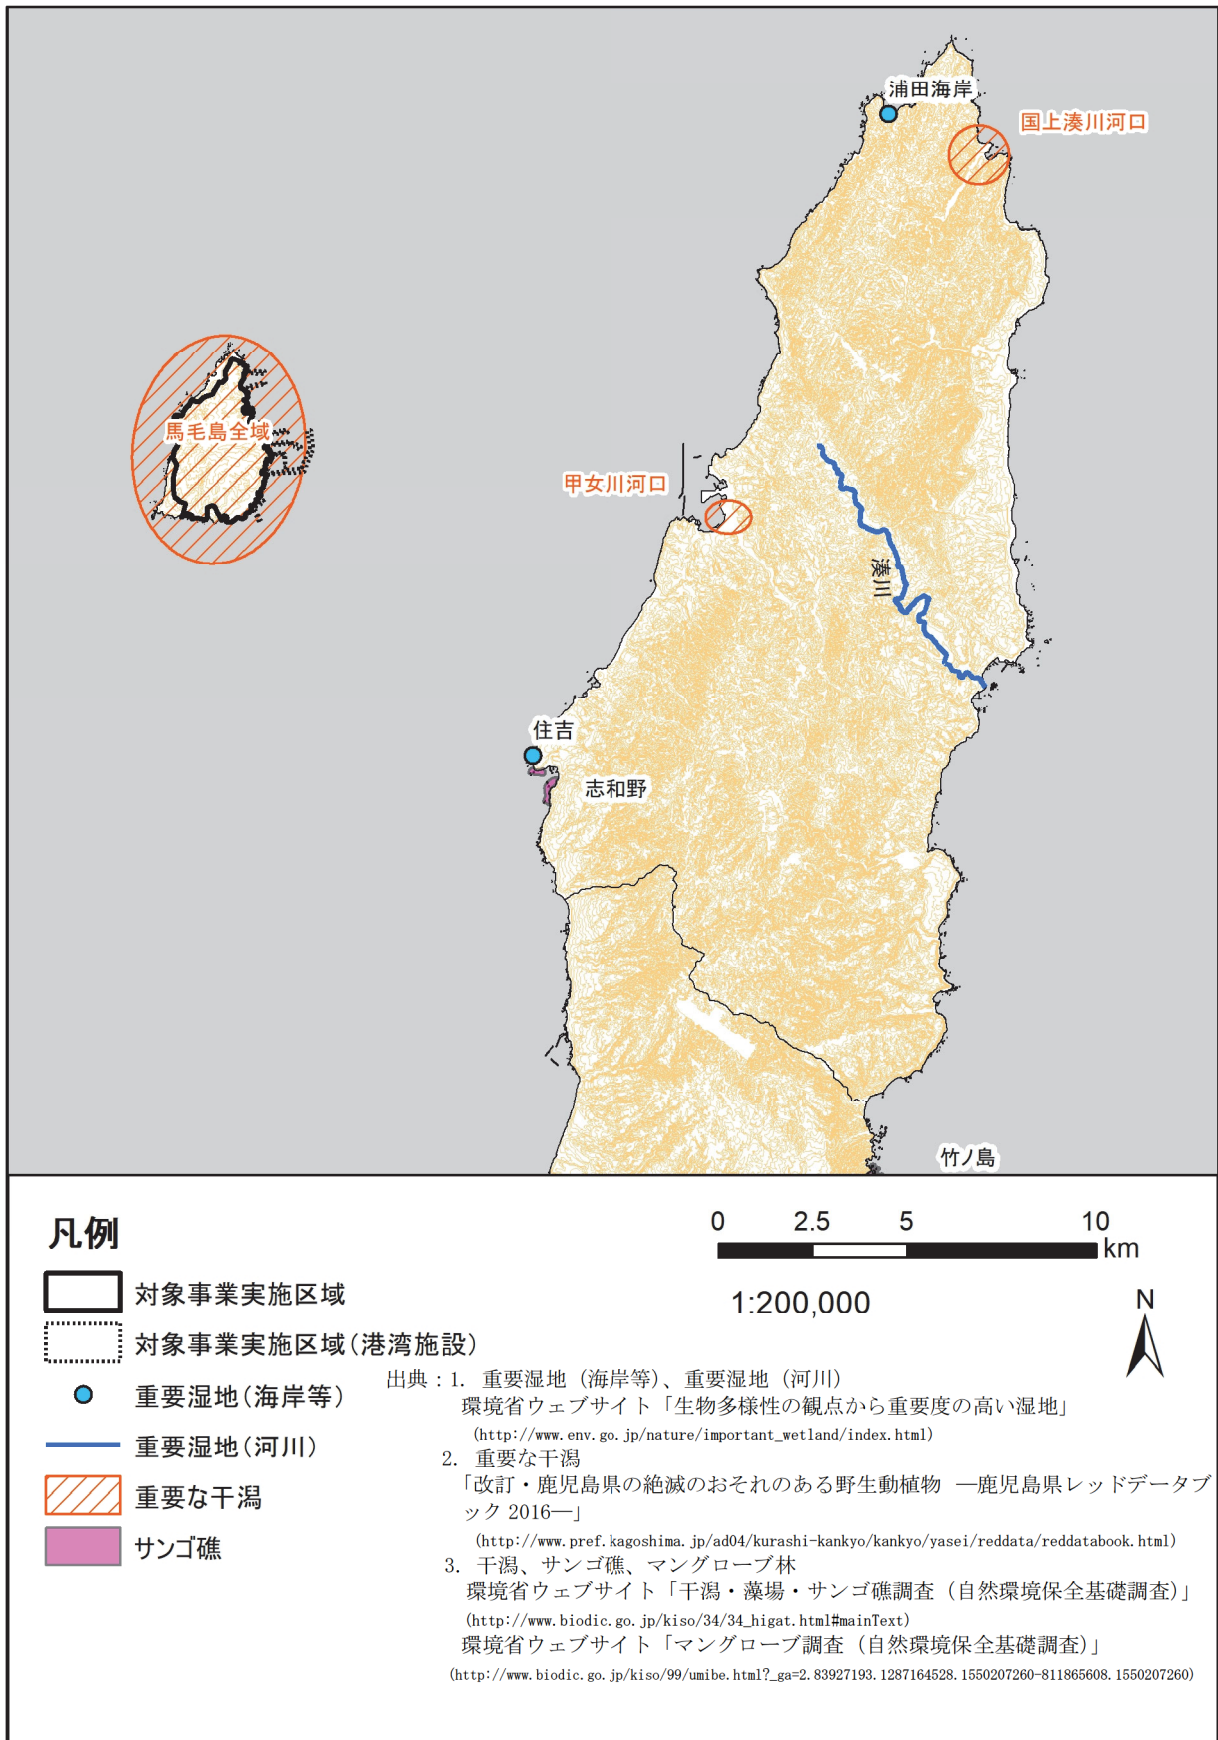 浦田海岸
国上湊川河口
馬毛島全域
甲女川河口
湊川
住吉
志和野
竹ノ島
凡例
0 2.5 5 10
km
1:200,000
N
対象事業実施区域
対象事業実施区域(港湾施設)
重要湿地(海岸等)
重要湿地(河川)
重要な干潟
サンゴ礁
出典:1. 重要湿地(海岸等)、重要湿地(河川)
環境省ウェブサイト「生物多様性の観点から重要度の高い湿地」
(http://www.env.go.jp/nature/important_wetland/index.html)
2. 重要な干潟
「改訂・鹿児島県の絶滅のおそれのある野生動植物 ―鹿児島県レッドデータブ
ック 2016―」
(http://www.pref.kagoshima.jp/ad04/kurashi-kankyo/kankyo/yasei/reddata/reddatabook.html)
3. 干潟、サンゴ礁、マングローブ林
環境省ウェブサイト「干潟・藻場・サンゴ礁調査(自然環境保全基礎調査)」
(http://www.biodic.go.jp/kiso/34/34_higat.html#mainText)
環境省ウェブサイト「マングローブ調査(自然環境保全基礎調査)」
(http://www.biodic.go.jp/kiso/99/umibe.html?_ga=2.83927193.1287164528.1550207260-811865608.1550207260)